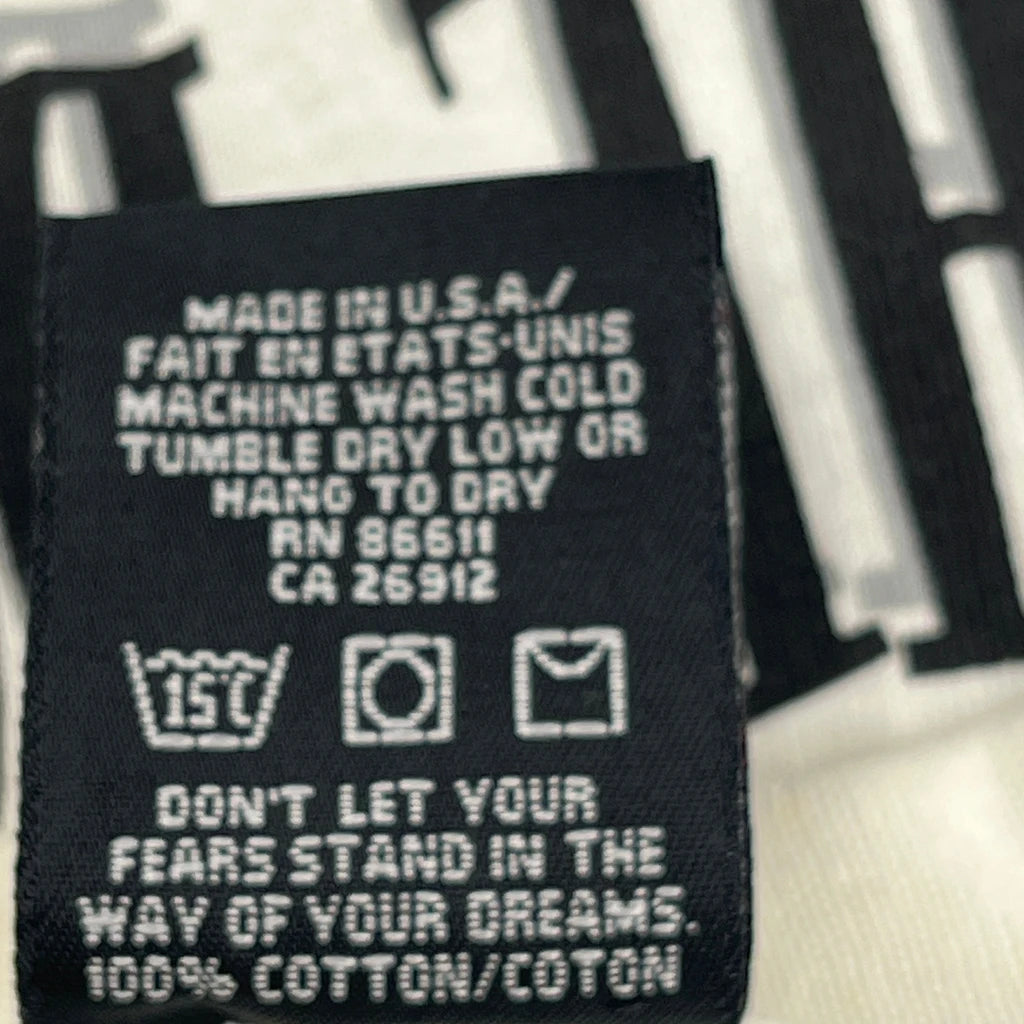 MADE IN U.S.A./
FAIT EN ETATS-UNIS
MACHINE WASH COLD
TUMBLE DRY LOW OR
HANG TO DRY
RN 86611
CA 26912
15°C
DON'T LET YOUR
FEARS STAND IN THE
WAY OF YOUR DREAMS.
100% COTTON/COTON